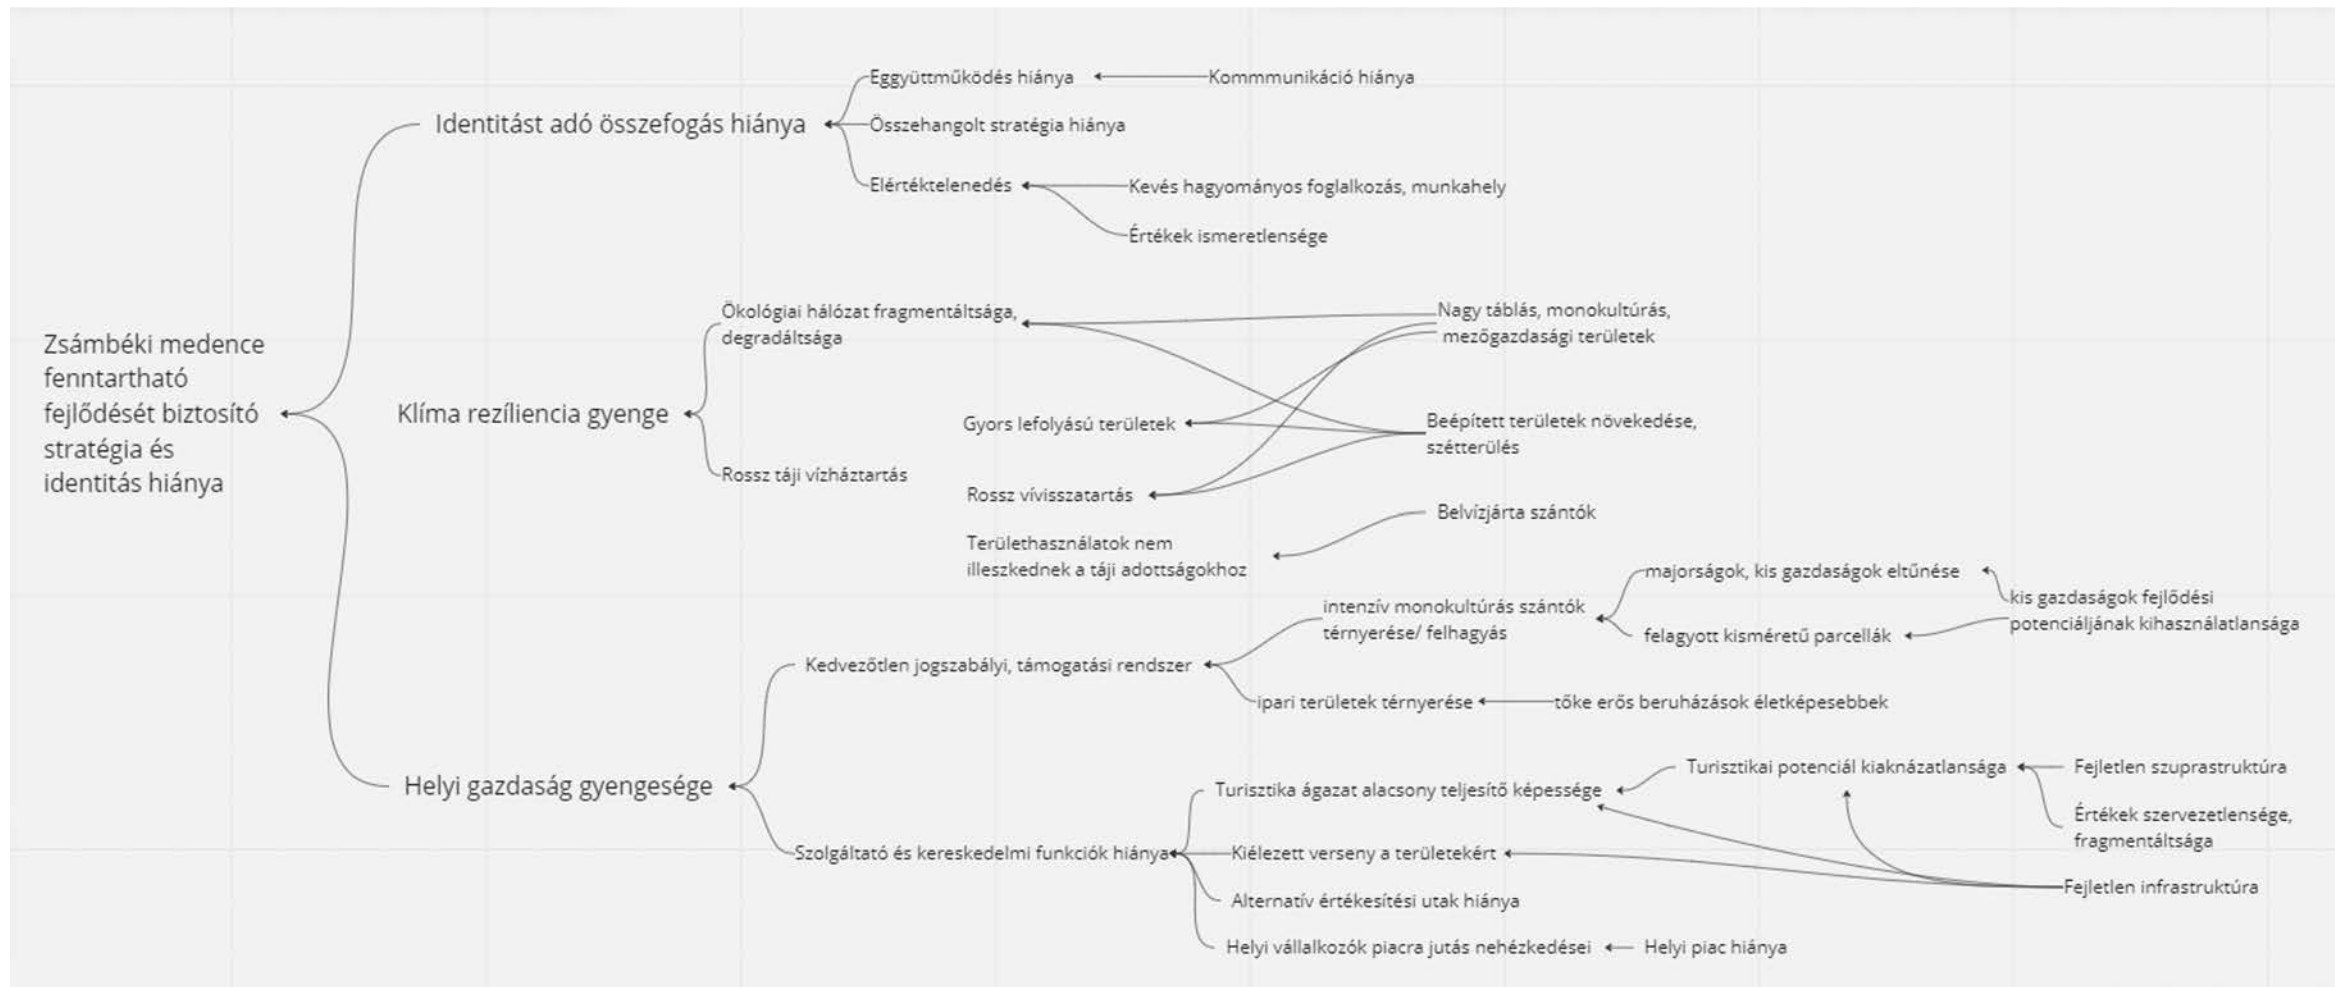 Zsámbéki medence
fenntartható
fejlődését biztosító
stratégia és
identitás hiánya
Identitást adó összefogás hiánya
Eggyüttműködés hiánya
Kommmunikáció hiánya
Összehangolt stratégia hiánya
Elértéktelenedés
Kevés hagyományos foglalkozás, munkahely
Értékek ismeretlensége
Klíma rezíliencia gyenge
Ökológiai hálózat fragmentáltsága,
degradáltsága
Rossz táji vízháztartás
Nagy táblás, monokultúrás,
mezőgazdasági területek
Gyors lefolyású területek
Beépített területek növekedése,
szétterülés
Rossz vívisszatartás
Belvízjárta szántók
Területhasználatok nem
illeszkednek a táji adottságokhoz
Helyi gazdaság gyengesége
Kedvezőtlen jogszabályi, támogatási rendszer
intenzív monokultúrás szántók
térnyerése/ felhagyás
majorságok, kis gazdaságok eltűnése
felagyott kisméretű parcellák
kis gazdaságok fejlődési
potenciáljának kihasználatlansága
ipari területek térnyerése
tőke erős beruházások életképesebbek
Szolgáltató és kereskedelmi funkciók hiánya
Turisztika ágazat alacsony teljesítő képessége
Turisztikai potenciál kiaknázatlansága
Fejletlen szuprastruktúra
Értékek szervezetlensége,
fragmentáltsága
Kiélezett verseny a területekért
Fejletlen infrastruktúra
Alternatív értékesítési utak hiánya
Helyi vállalkozók piacra jutás nehézkedései
Helyi piac hiánya